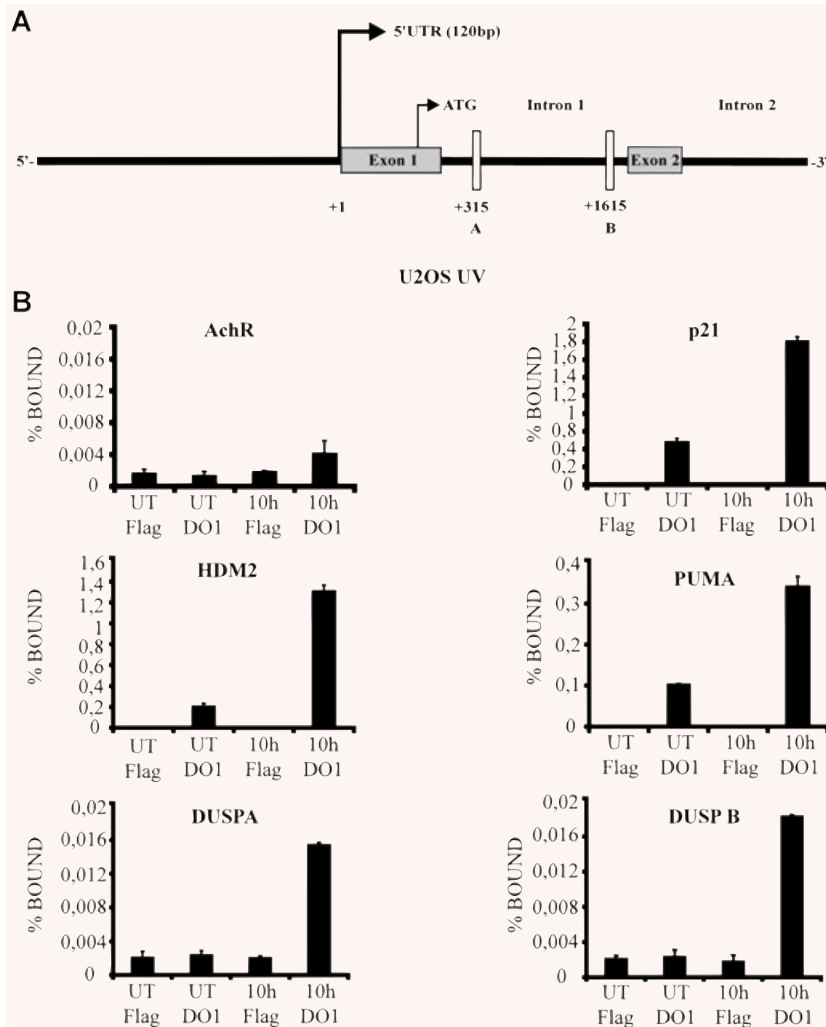 A
5'UTR (120bp)
ATG
Intron 1
Intron 2
5'-
Exon 1
Exon 2
-3'
+1
+315
+1615
A
B
U2OS UV
B
AchR
% BOUND
0,02
0,016
0,012
0,008
0,004
0
UT UT 10h 10h
Flag DO1 Flag DO1
p21
% BOUND
2
1,8
1,6
1,4
1,2
1
0,8
0,6
0,4
0,2
0
UT UT 10h 10h
Flag DO1 Flag DO1
HDM2
% BOUND
1,6
1,4
1,2
1
0,8
0,6
0,4
0,2
0
UT UT 10h 10h
Flag DO1 Flag DO1
PUMA
% BOUND
0,4
0,3
0,2
0,1
0
UT UT 10h 10h
Flag DO1 Flag DO1
DUSPA
% BOUND
0,02
0,016
0,012
0,008
0,004
0
UT UT 10h 10h
Flag DO1 Flag DO1
DUSP B
% BOUND
0,02
0,016
0,012
0,008
0,004
0
UT UT 10h 10h
Flag DO1 Flag DO1